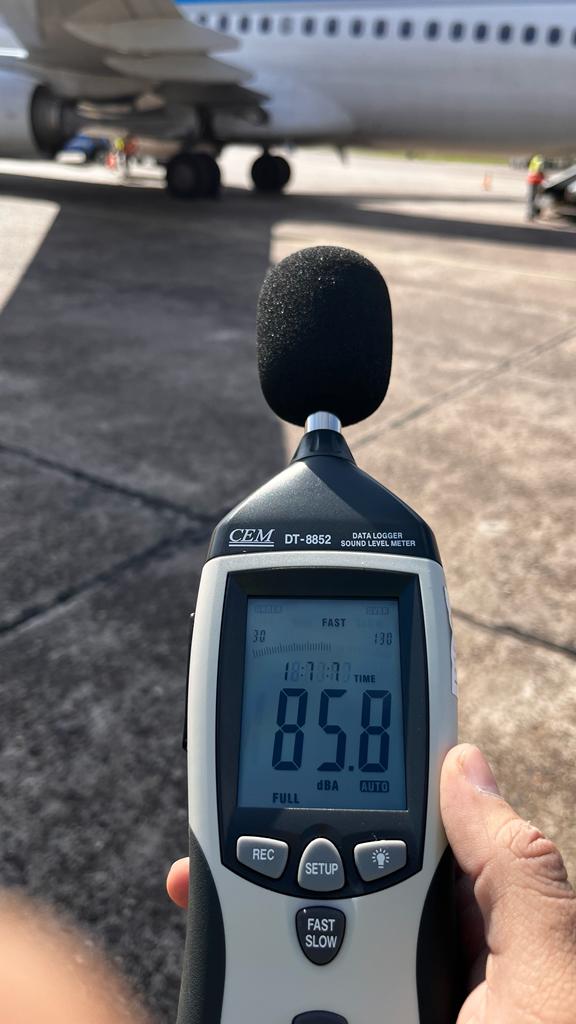 CEM DT-8852 DATA LOGGER
SOUND LEVEL METER
FAST
30 130
TIME
85.8
dBA AUTO
FULL
REC
SETUP
FAST
SLOW